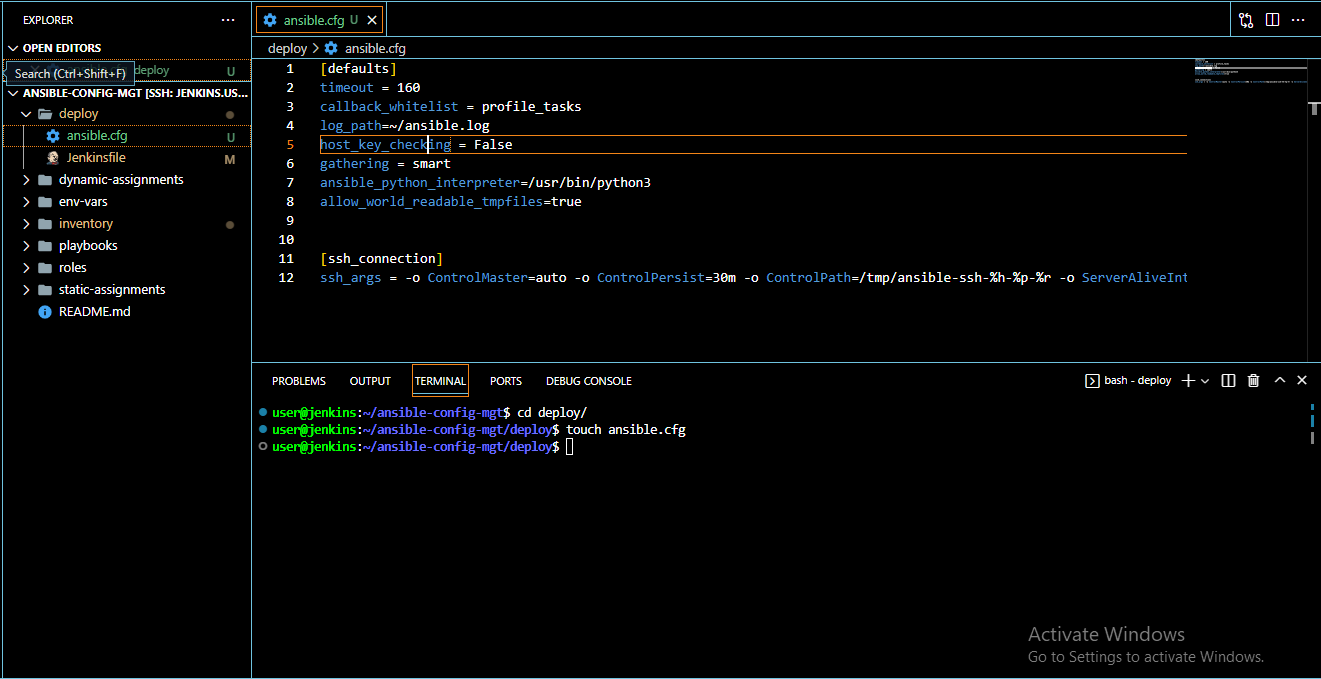 EXPLORER
ansible.cfg U
OPEN EDITORS
deploy > ansible.cfg
Search (Ctrl+Shift+F)
deploy U
ANSIBLE-CONFIG-MGT [SSH: JENKINS.US...
deploy
ansible.cfg U
Jenkinsfile M
dynamic-assignments
env-vars
inventory
playbooks
roles
static-assignments
README.md
1 [defaults]
2 timeout = 160
3 callback_whitelist = profile_tasks
4 log_path=~/ansible.log
5 host_key_checking = False
6 gathering = smart
7 ansible_python_interpreter=/usr/bin/python3
8 allow_world_readable_tmpfiles=true
9
10
11 [ssh_connection]
12 ssh_args = -o ControlMaster=auto -o ControlPersist=30m -o ControlPath=/tmp/ansible-ssh-%h-%p-%r -o ServerAliveInt
PROBLEMS OUTPUT TERMINAL PORTS DEBUG CONSOLE
bash - deploy
user@jenkins:~/ansible-config-mgt$ cd deploy/
user@jenkins:~/ansible-config-mgt/deploy$ touch ansible.cfg
user@jenkins:~/ansible-config-mgt/deploy$
Activate Windows
Go to Settings to activate Windows.